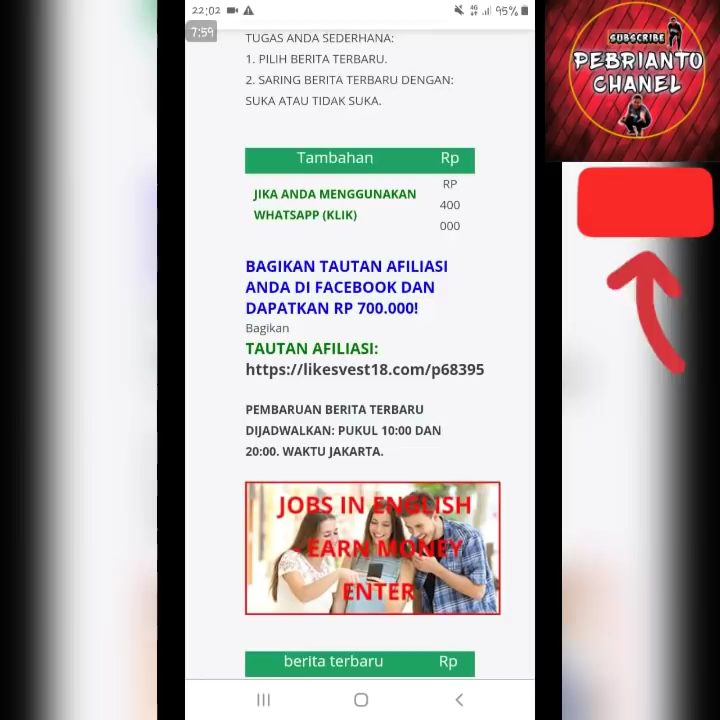 22:02
4G
95%
7:59
TUGAS ANDA SEDERHANA:
1. PILIH BERITA TERBARU.
2. SARING BERITA TERBARU DENGAN:
SUKA ATAU TIDAK SUKA.
Tambahan Rp
JIKA ANDA MENGGUNAKAN
WHATSAPP (KLIK)
RP
400
000
BAGIKAN TAUTAN AFILIASI
ANDA DI FACEBOOK DAN
DAPATKAN RP 700.000!
Bagikan
TAUTAN AFILIASI:
https://likesvest18.com/p68395
PEMBARUAN BERITA TERBARU
DIJADWALKAN: PUKUL 10:00 DAN
20:00. WAKTU JAKARTA.
JOBS IN ENGLISH
- EARN MONEY
ENTER
berita terbaru Rp
SUBSCRIBE
PEBRIANTO
CHANEL